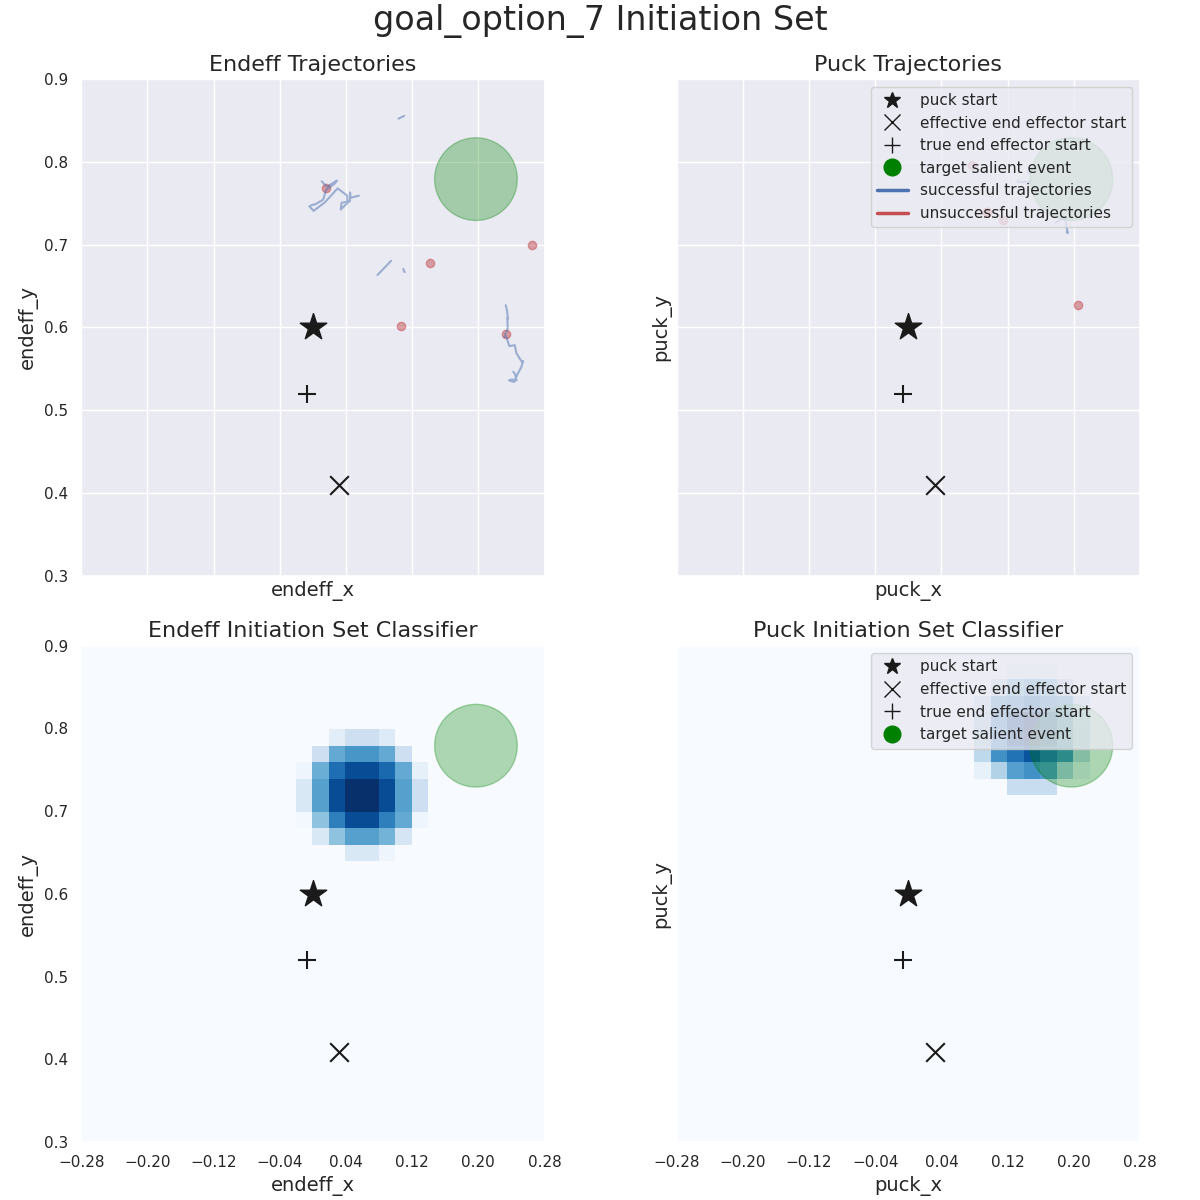 goal_option_7 Initiation Set
Endeff Trajectories
0.9
0.8
0.7
0.6
0.5
0.4
0.3
endeff_y
endeff_x
Puck Trajectories
puck start
effective end effector start
true end effector start
target salient event
successful trajectories
unsuccessful trajectories
puck_y
puck_x
Endeff Initiation Set Classifier
0.9
0.8
0.7
0.6
0.5
0.4
0.3
endeff_y
−0.28 −0.20 −0.12 −0.04 0.04 0.12 0.20 0.28
endeff_x
Puck Initiation Set Classifier
puck start
effective end effector start
true end effector start
target salient event
puck_y
−0.28 −0.20 −0.12 −0.04 0.04 0.12 0.20 0.28
puck_x